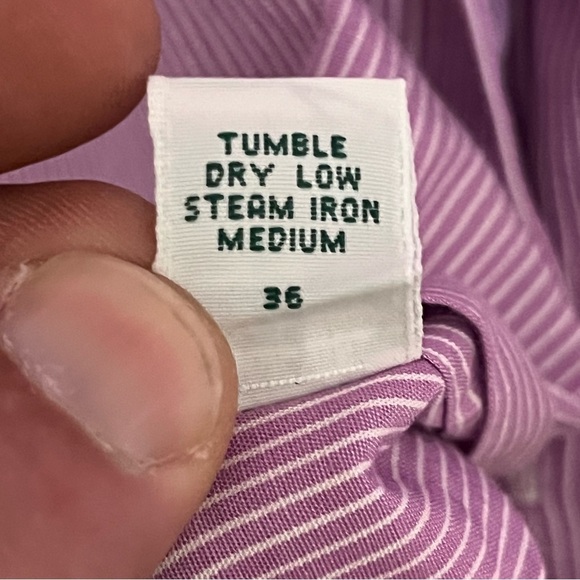 TUMBLE
DRY LOW
STEAM IRON
MEDIUM
36